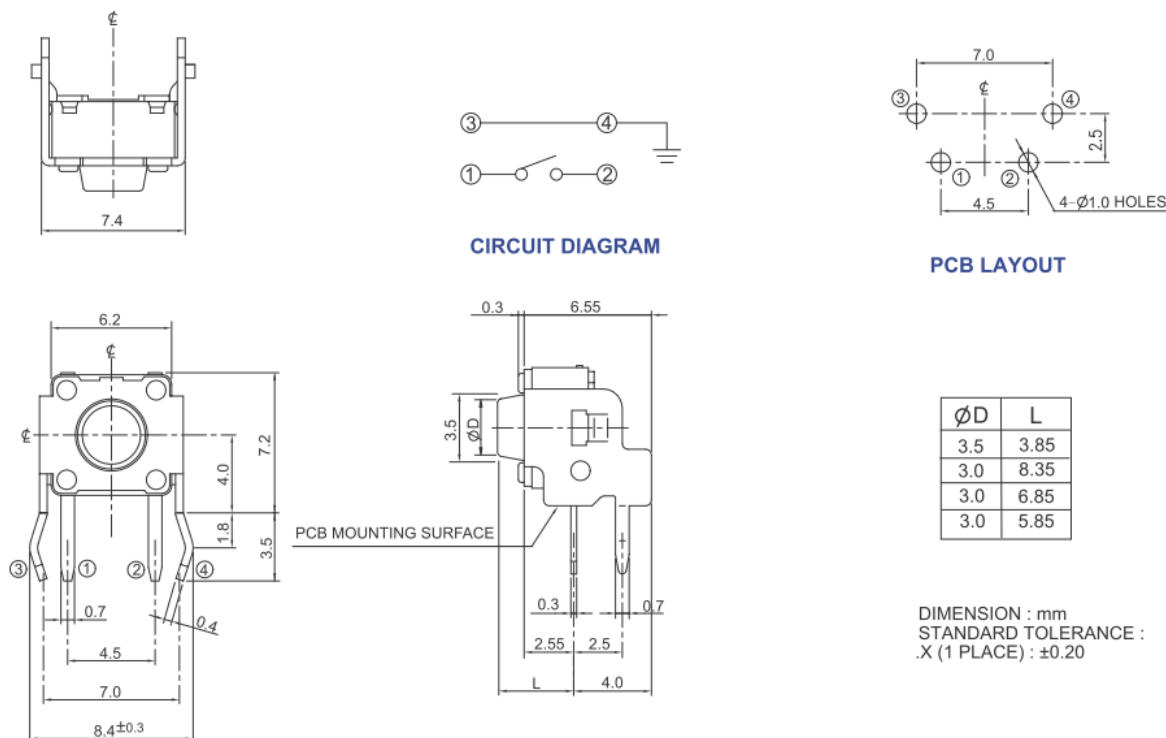 ℄
7.4
③ ④
① ②
CIRCUIT DIAGRAM
7.0
③ ℄ ④
2.5
① ②
4.5
4-Ø1.0 HOLES
PCB LAYOUT
6.2
℄
℄
7.2
4.0
1.8
3.5
③ ① ② ④
0.7
0.4
4.5
7.0
8.4±0.3
0.3 6.55
3.5
ØD
PCB MOUNTING SURFACE
0.3 0.7
2.55 2.5
L 4.0
ØD L
3.5 3.85
3.0 8.35
3.0 6.85
3.0 5.85
DIMENSION : mm
STANDARD TOLERANCE :
.X (1 PLACE) : ±0.20